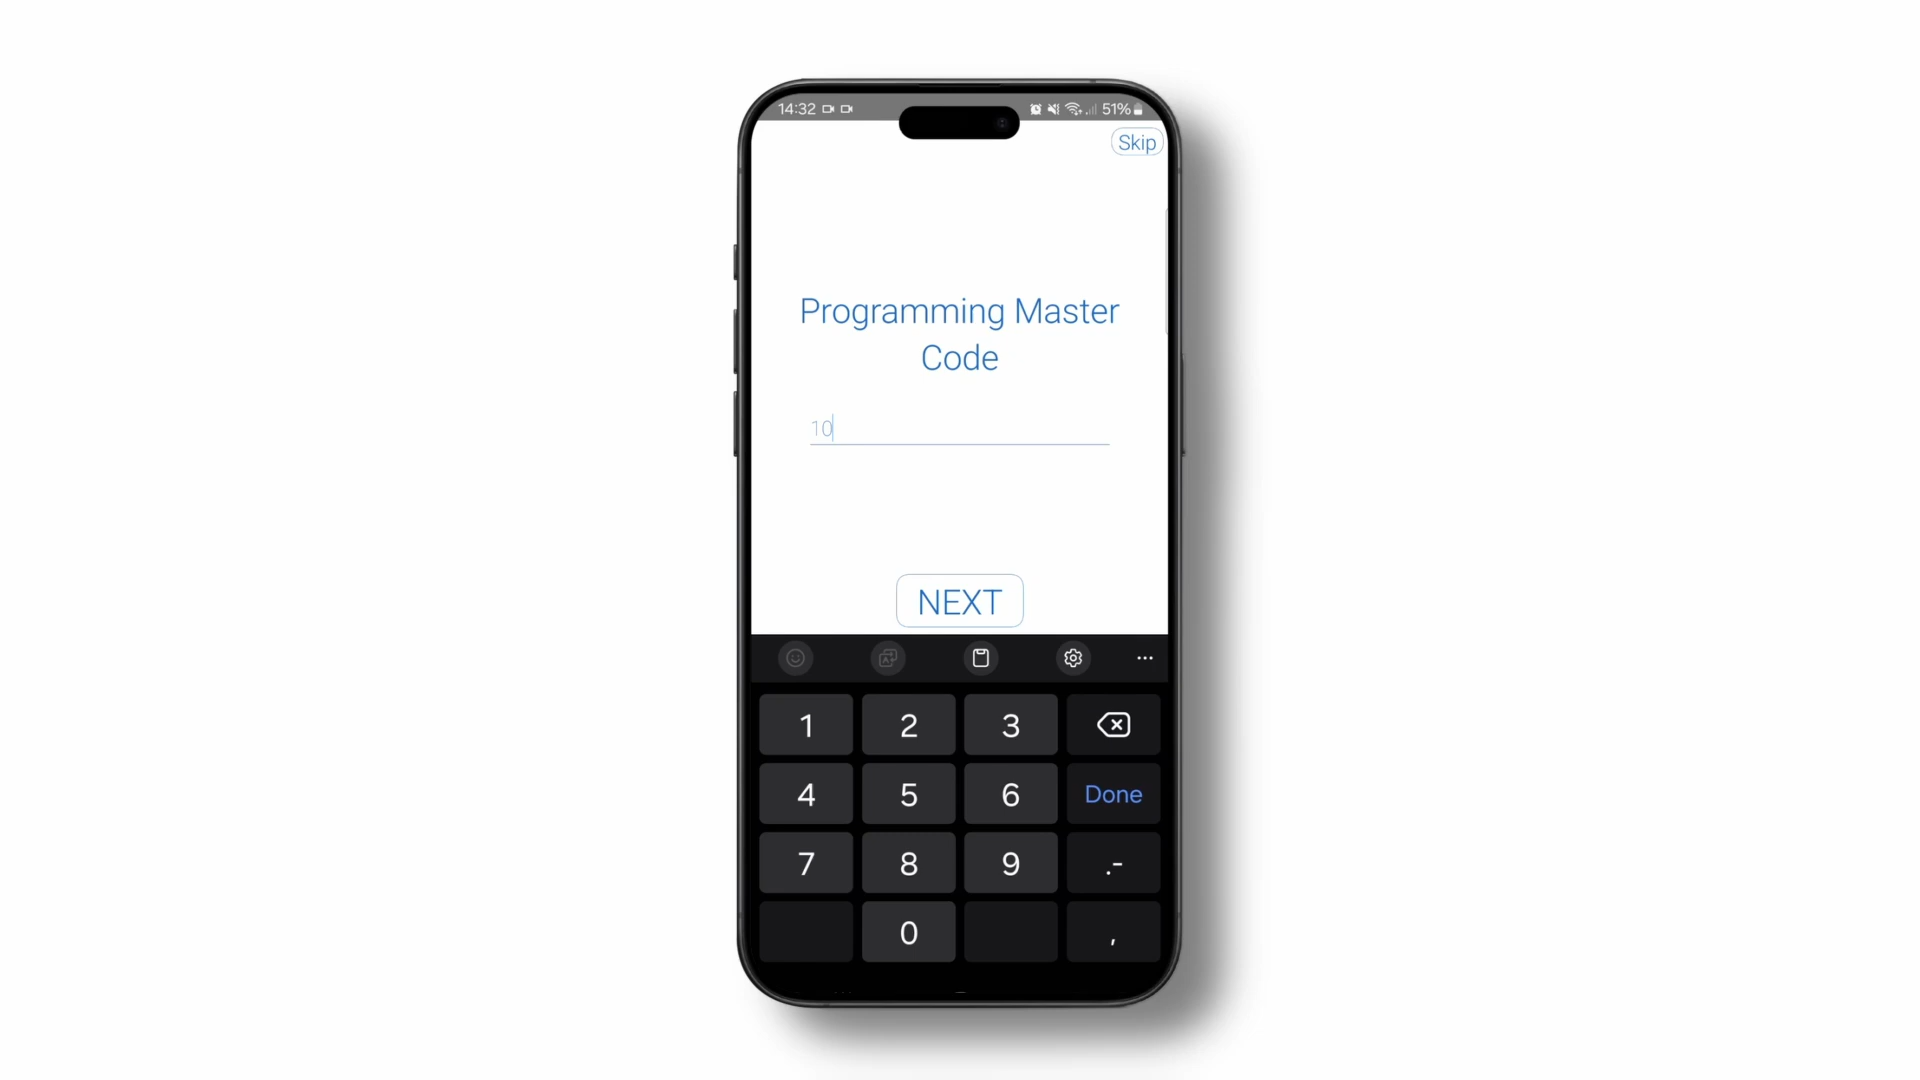 14:32 51%
Skip
Programming Master
Code
10
NEXT
1 2 3
4 5 6 Done
7 8 9 .-
0 ,